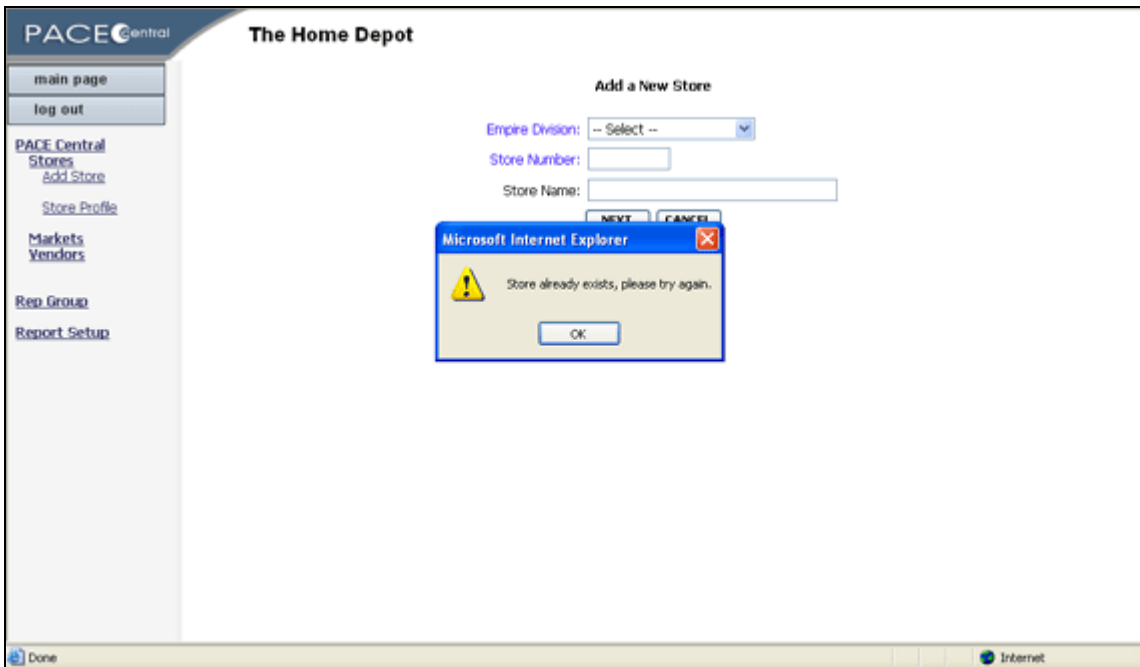 PACE Central
The Home Depot
main page
log out
PACE Central
Stores
Add Store
Store Profile
Markets
Vendors
Rep Group
Report Setup
Add a New Store
Empire Division: -- Select --
Store Number:
Store Name:
NEXT CANCEL
Microsoft Internet Explorer
Store already exists, please try again.
OK
Done
Internet